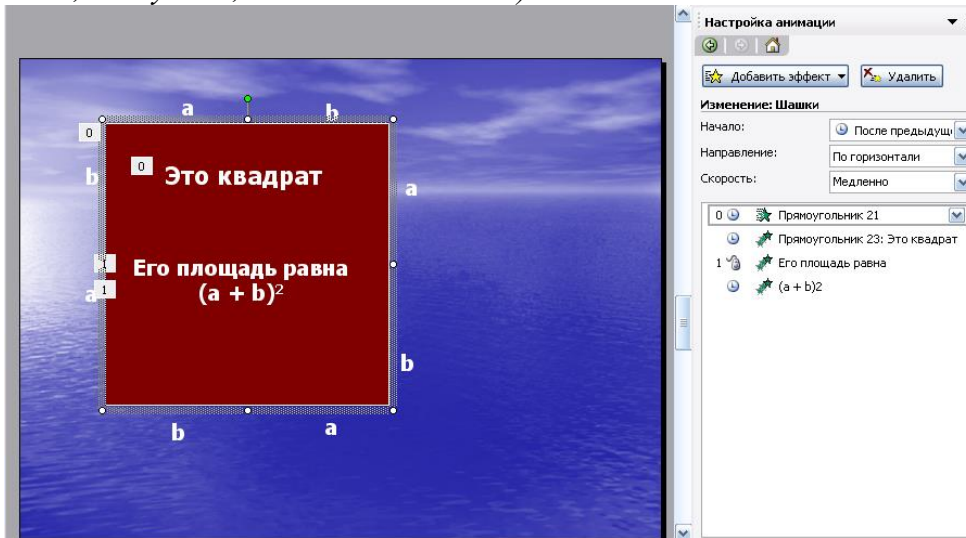 Настройка анимации
Добавить эффект
Удалить
Изменение: Шашки
Начало:
После предыдущ
Направление:
По горизонтали
Скорость:
Медленно
0 Прямоугольник 21
Прямоугольник 23: Это квадрат
1 Его площадь равна
(a + b)2
a
b
0
0
b
Это квадрат
a
1
Его площадь равна
a
1
(a + b)²
b
b
a